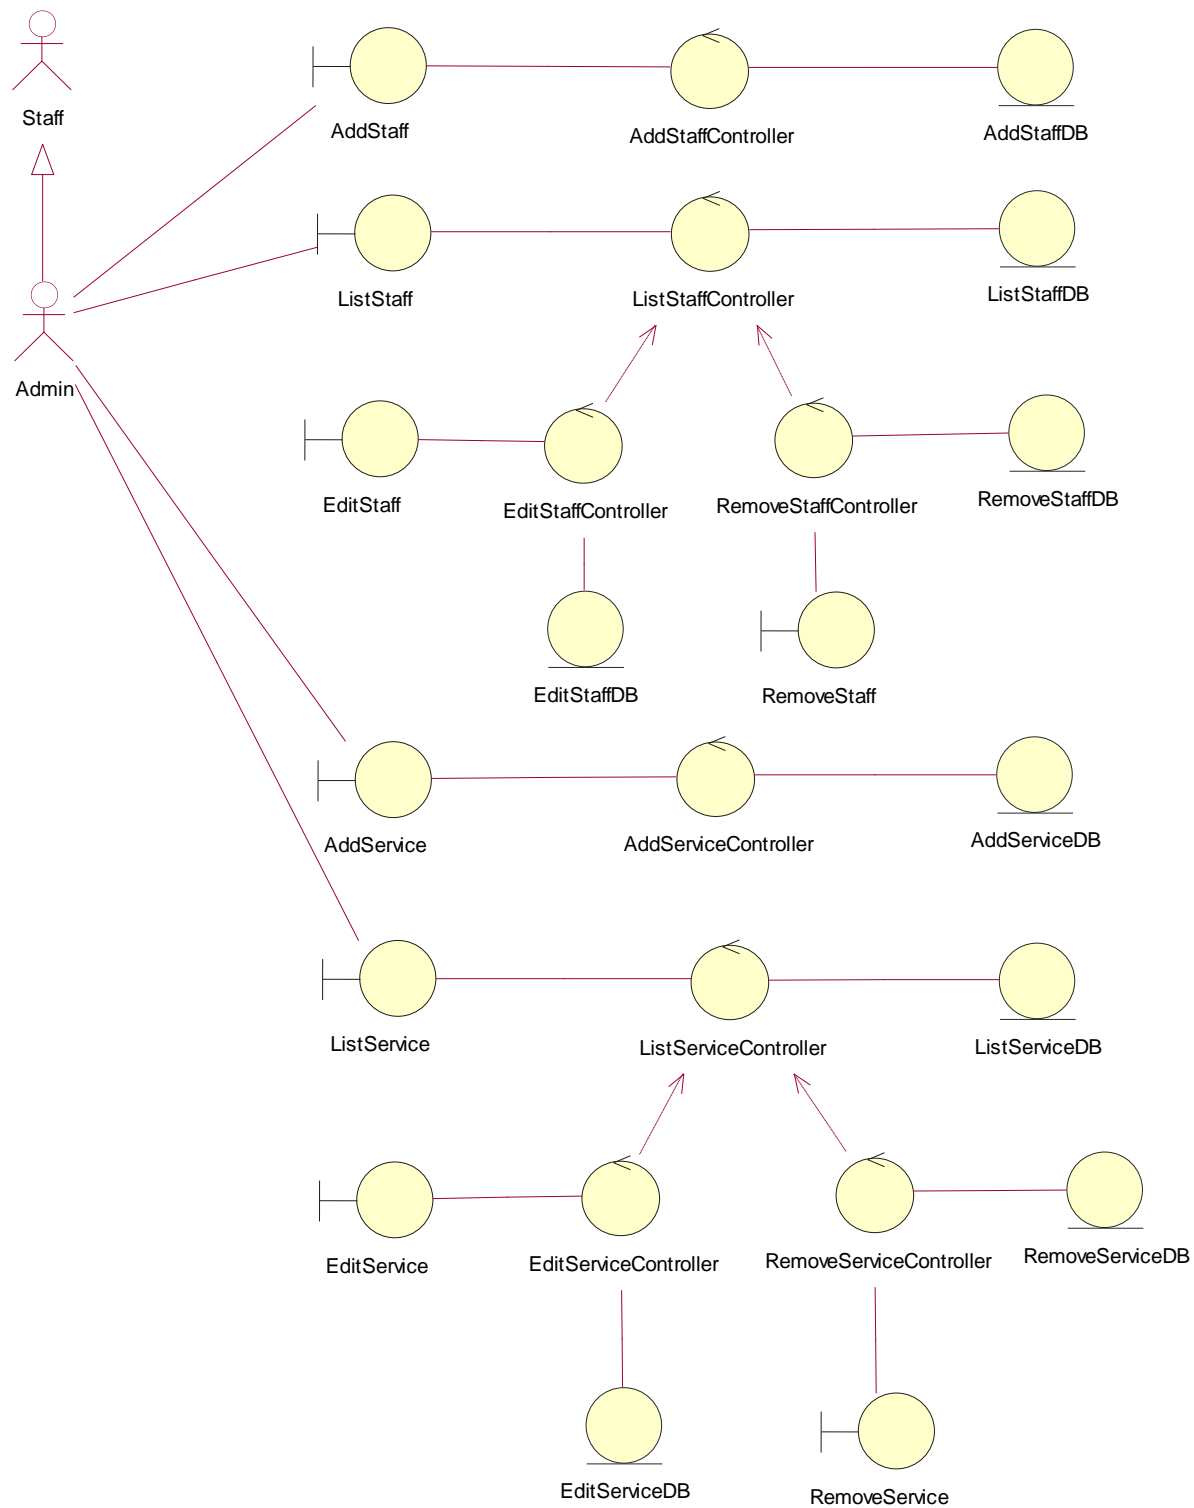 Staff
AddStaff
AddStaffController
AddStaffDB
ListStaff
ListStaffController
ListStaffDB
Admin
EditStaff
EditStaffController
RemoveStaffController
RemoveStaffDB
EditStaffDB
RemoveStaff
AddService
AddServiceController
AddServiceDB
ListService
ListServiceController
ListServiceDB
EditService
EditServiceController
RemoveServiceController
RemoveServiceDB
EditServiceDB
RemoveService